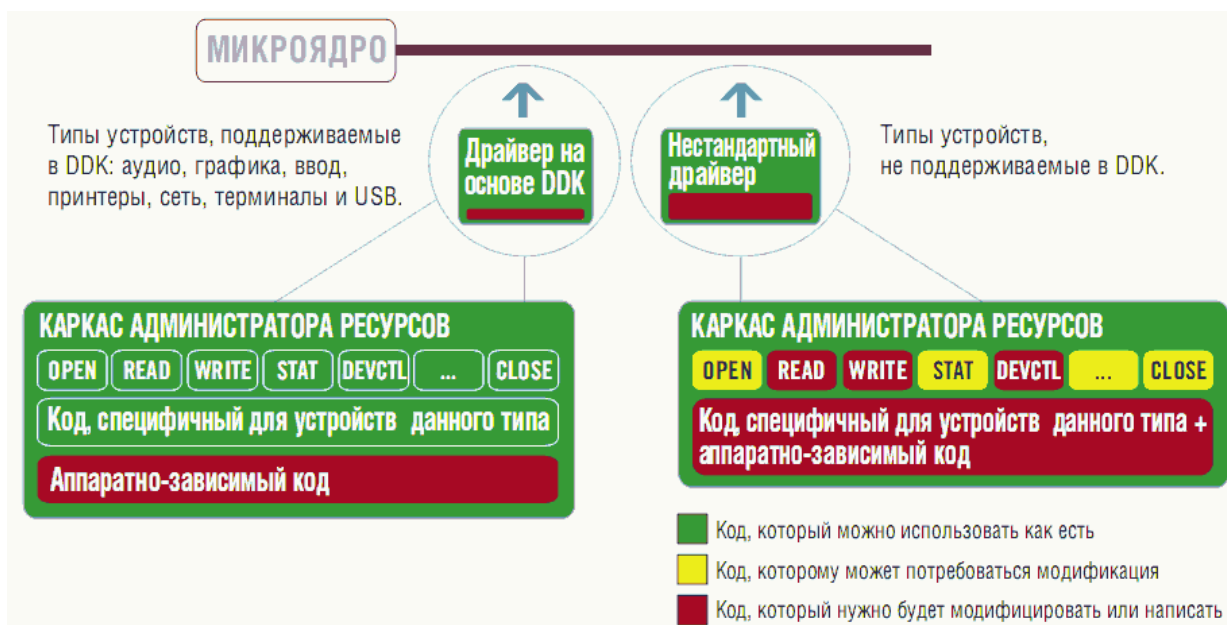 МИКРОЯДРО
Типы устройств, поддерживаемые
в DDK: аудио, графика, ввод,
принтеры, сеть, терминалы и USB.
Драйвер на
основе DDK
Нестандартный
драйвер
Типы устройств,
не поддерживаемые в DDK.
КАРКАС АДМИНИСТРАТОРА РЕСУРСОВ
OPEN READ WRITE STAT DEVCTL ... CLOSE
Код, специфичный для устройств данного типа
Аппаратно-зависимый код
КАРКАС АДМИНИСТРАТОРА РЕСУРСОВ
OPEN READ WRITE STAT DEVCTL ... CLOSE
Код, специфичный для устройств данного типа +
аппаратно-зависимый код
Код, который можно использовать как есть
Код, которому может потребоваться модификация
Код, который нужно будет модифицировать или написать